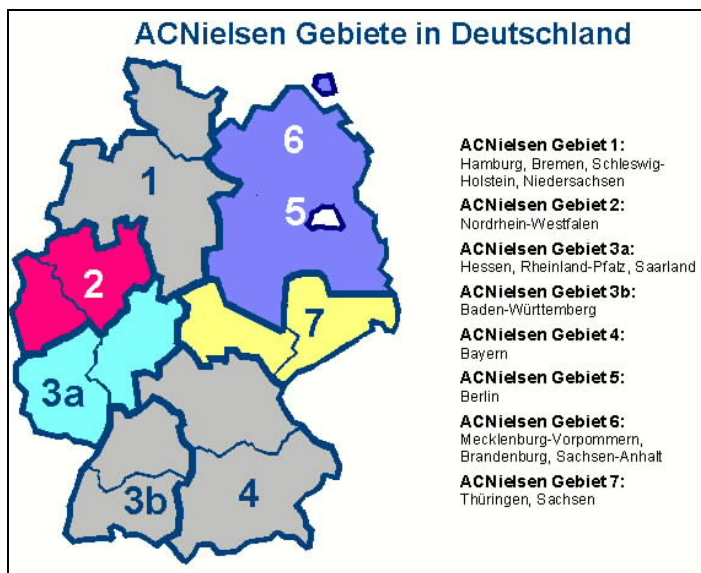 ACNielsen Gebiete in Deutschland
1
2
3a
3b
4
5
6
7
ACNielsen Gebiet 1:
Hamburg, Bremen, Schleswig-
Holstein, Niedersachsen
ACNielsen Gebiet 2:
Nordrhein-Westfalen
ACNielsen Gebiet 3a:
Hessen, Rheinland-Pfalz, Saarland
ACNielsen Gebiet 3b:
Baden-Württemberg
ACNielsen Gebiet 4:
Bayern
ACNielsen Gebiet 5:
Berlin
ACNielsen Gebiet 6:
Mecklenburg-Vorpommern,
Brandenburg, Sachsen-Anhalt
ACNielsen Gebiet 7:
Thüringen, Sachsen